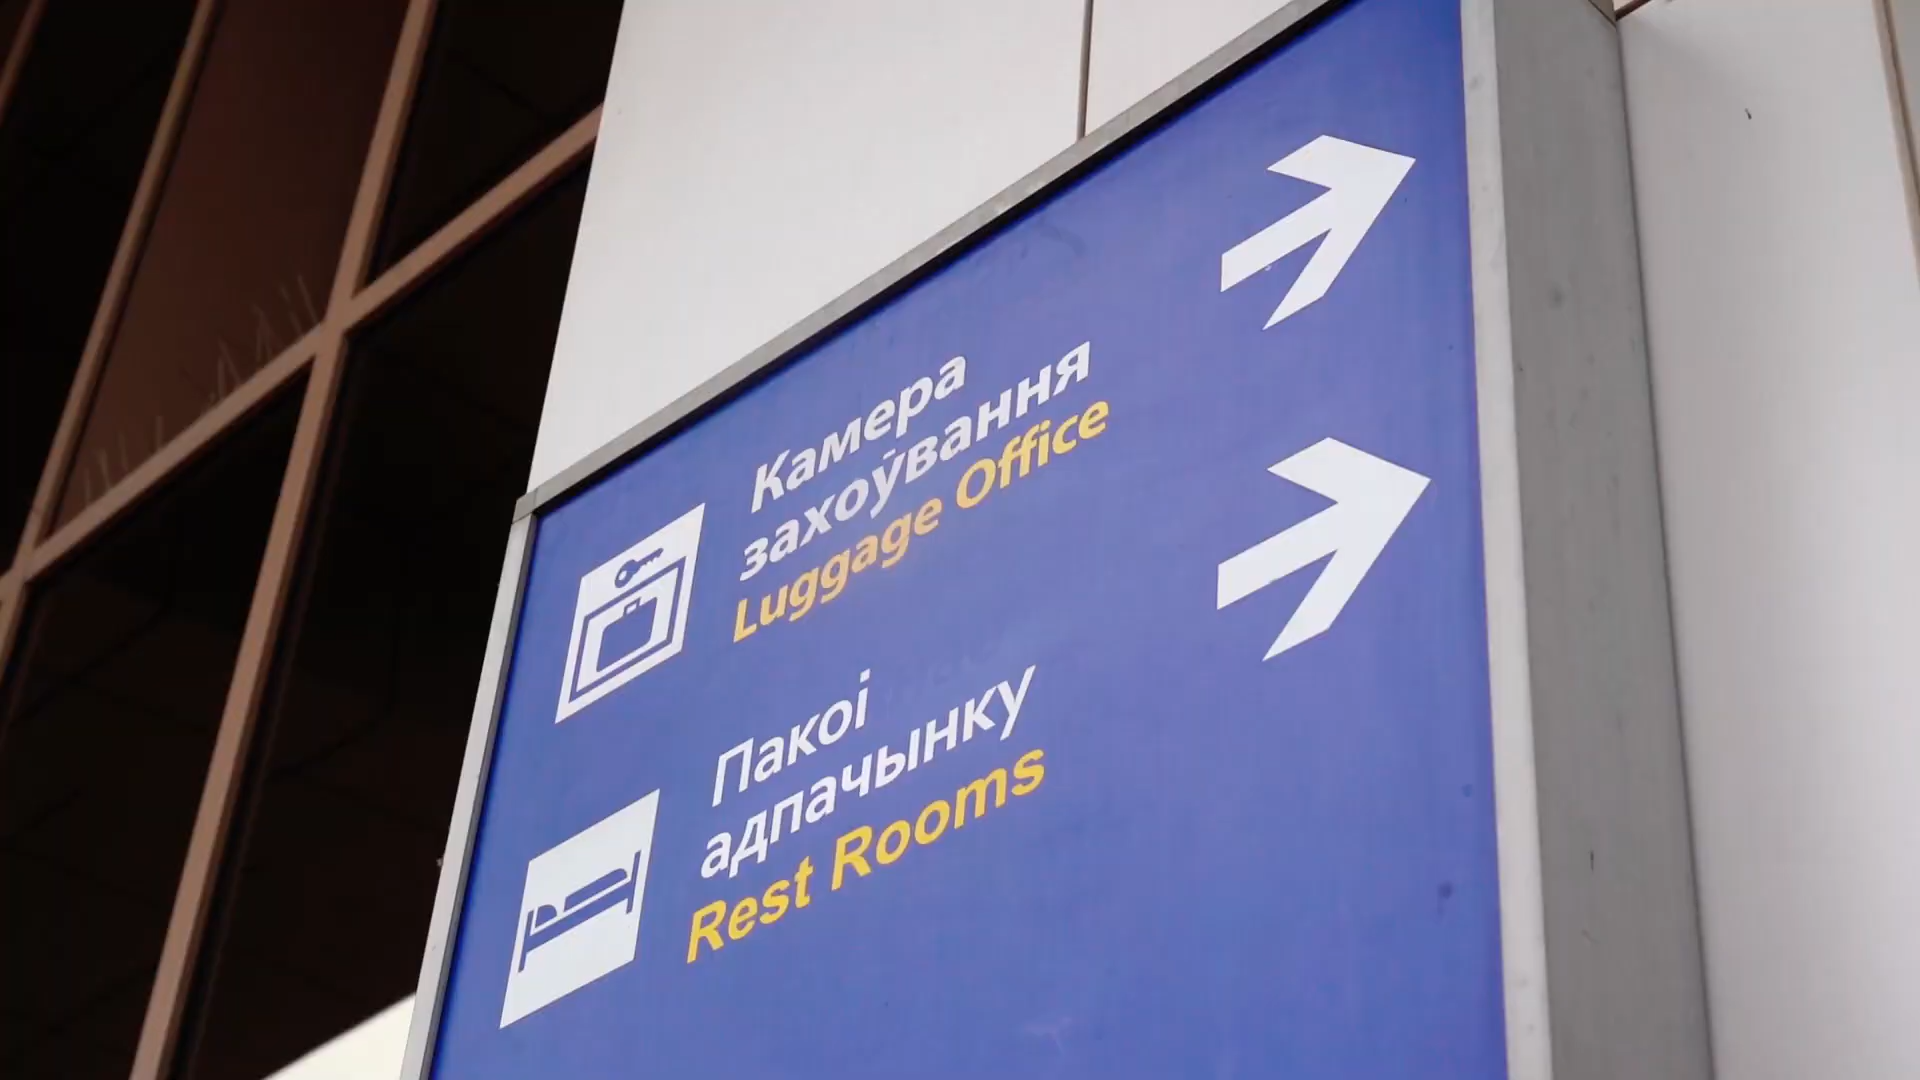 Камера
захоўвання
Luggage Office
Пакоі
адпачынку
Rest Rooms